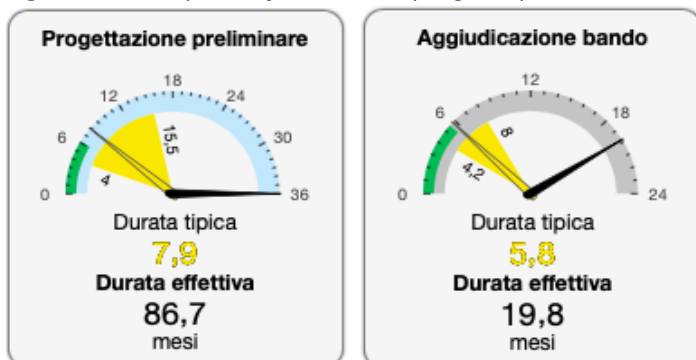 Progettazione preliminare
0
6
12
18
24
30
36
4
15,5
Durata tipica
7,9
Durata effettiva
86,7
mesi
Aggiudicazione bando
0
6
12
18
24
4,2
8
Durata tipica
5,8
Durata effettiva
19,8
mesi